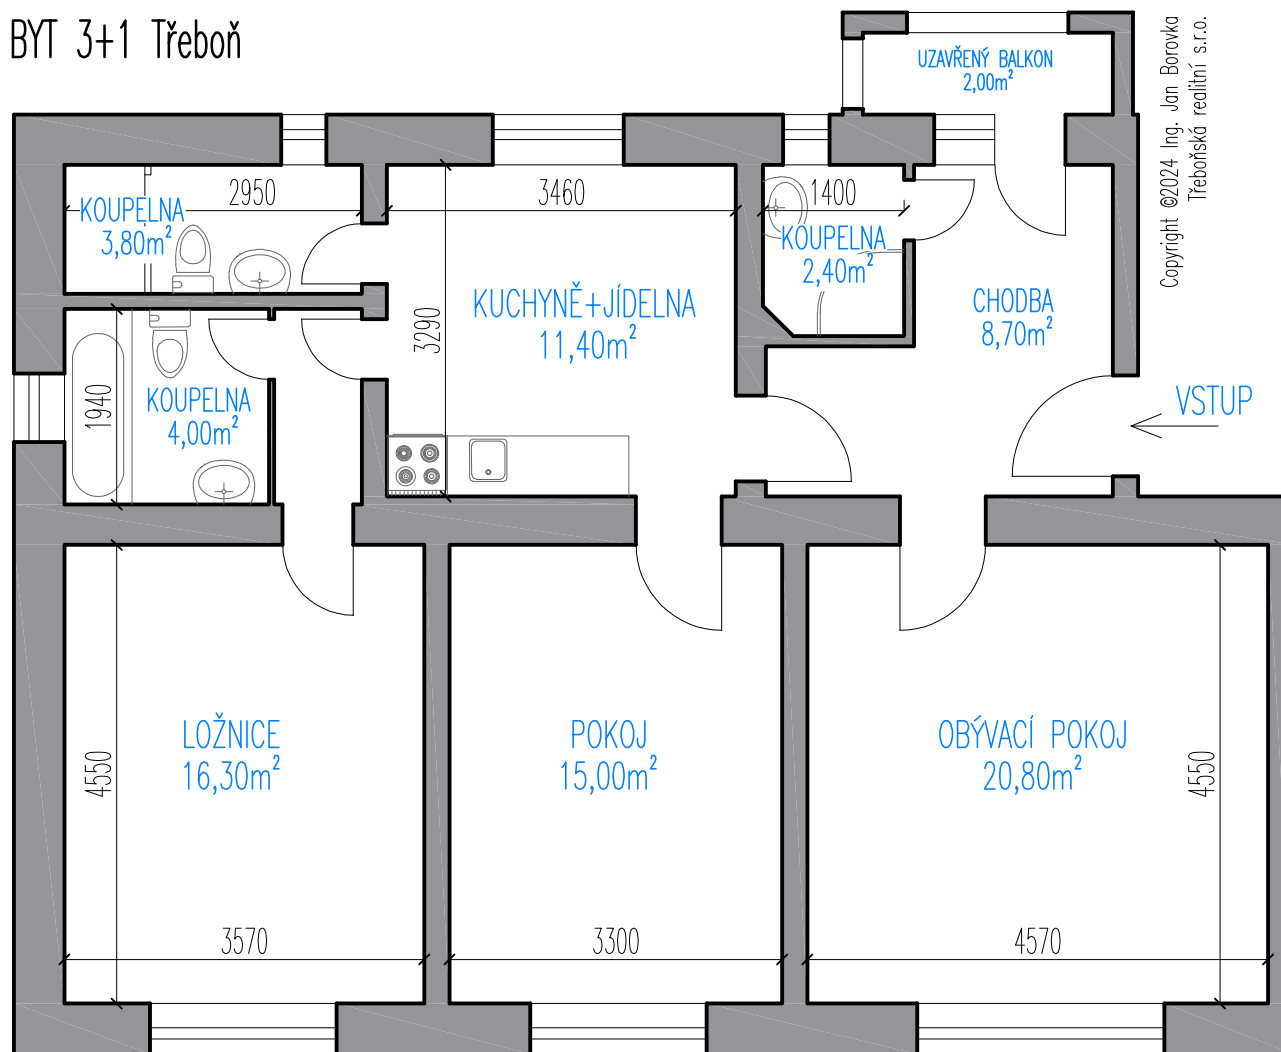 BYT 3+1 Třeboň
UZAVŘENÝ BALKON
2,00m²
Copyright ©2024 Ing. Jan Borovka
Třeboňská realitní s.r.o.
2950
3460
1400
KOUPELNA
3,80m²
KOUPELNA
2,40m²
KUCHYNĚ+JÍDELNA
11,40m²
CHODBA
8,70m²
3290
1940
KOUPELNA
4,00m²
VSTUP
LOŽNICE
16,30m²
POKOJ
15,00m²
OBÝVACÍ POKOJ
20,80m²
4550
4550
3570
3300
4570